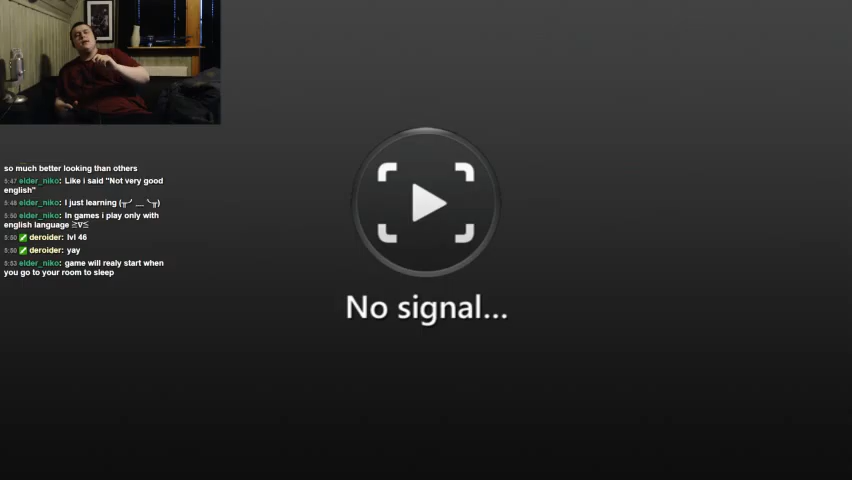 so much better looking than others
5:47 elder_niko: Like i said "Not very good
english"
5:48 elder_niko: I just learning
5:50 elder_niko: In games i play only with
english language ≥v≤
5:50 deroider: lvl 46
5:50 deroider: yay
5:53 elder_niko: game will realy start when
you go to your room to sleep
No signal...